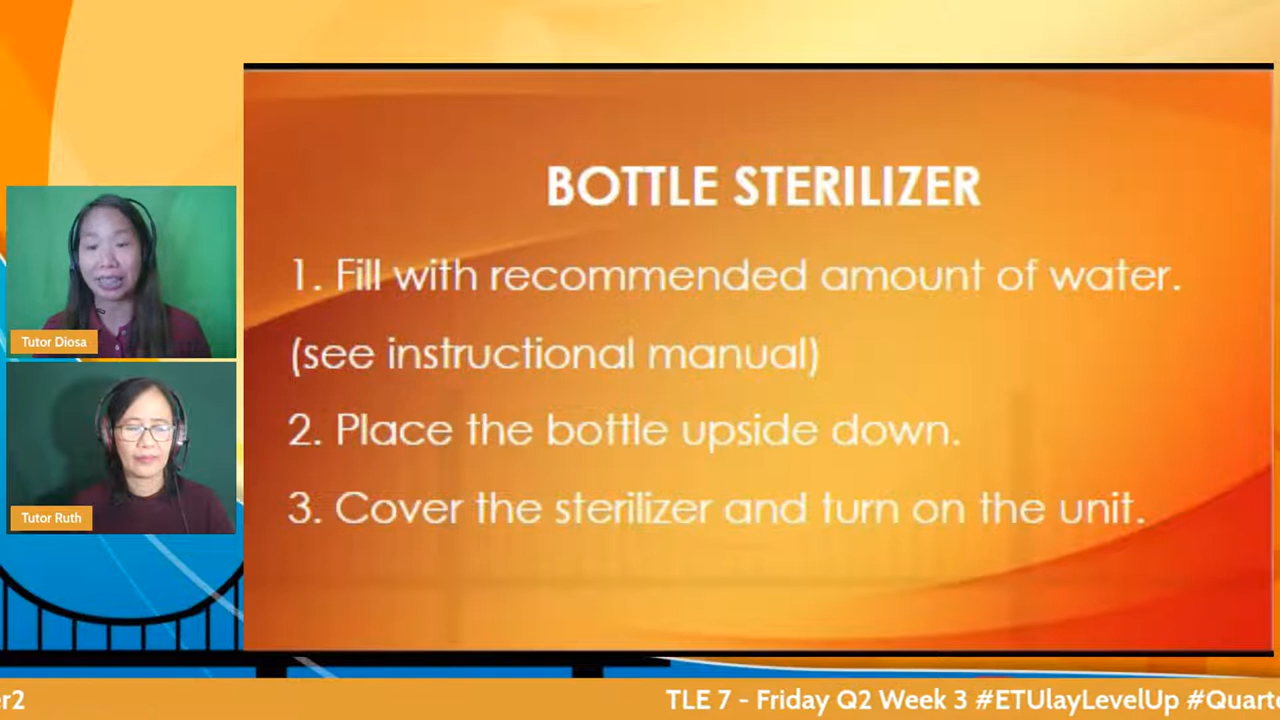 BOTTLE STERILIZER
1. Fill with recommended amount of water.
(see instructional manual)
2. Place the bottle upside down.
3. Cover the sterilizer and turn on the unit.
Tutor Diosa
Tutor Ruth
er2
TLE 7 - Friday Q2 Week 3 #ETUlayLevelUp #Quarte